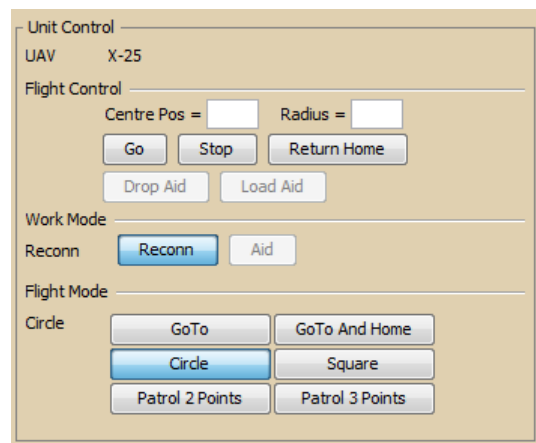 Unit Control
UAV X-25
Flight Control
Centre Pos = Radius =
Go Stop Return Home
Drop Aid Load Aid
Work Mode
Reconn Reconn Aid
Flight Mode
Circle GoTo GoTo And Home
Circle Square
Patrol 2 Points Patrol 3 Points